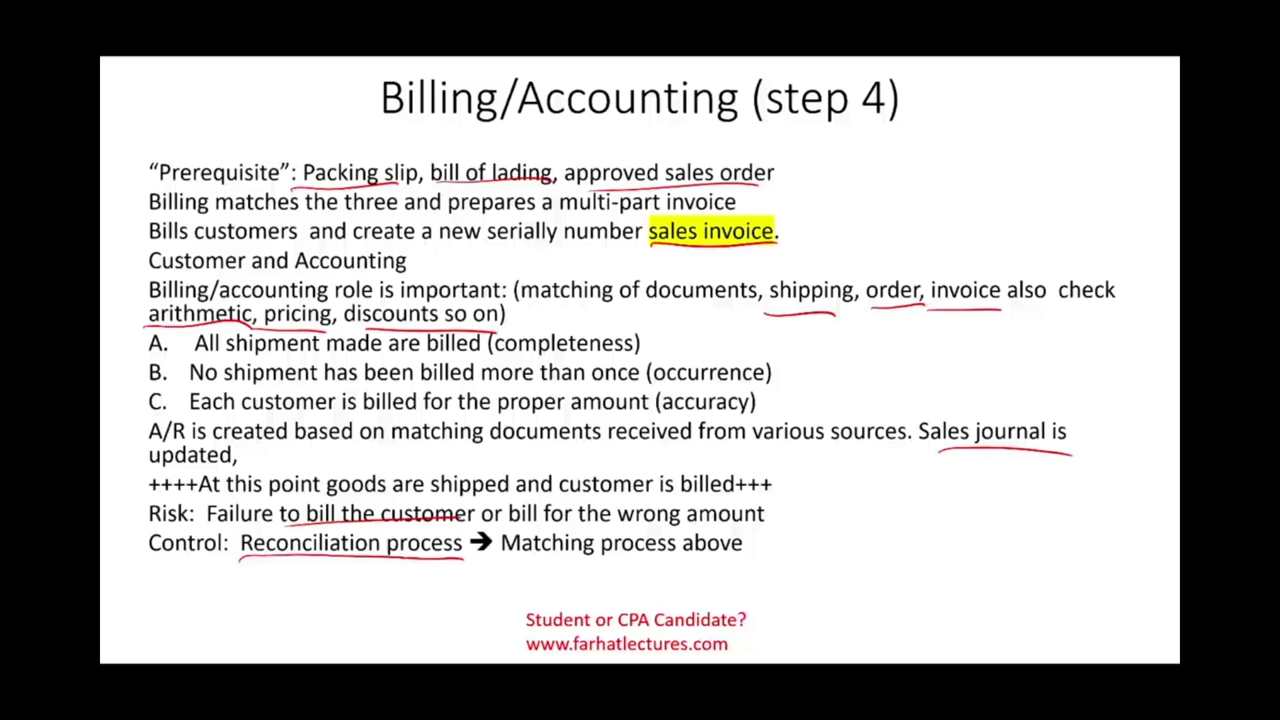 Billing/Accounting (step 4)
“Prerequisite”: Packing slip, bill of lading, approved sales order
Billing matches the three and prepares a multi-part invoice
Bills customers  and create a new serially number sales invoice.
Customer and Accounting
Billing/accounting role is important: (matching of documents, shipping, order, invoice also  check
arithmetic, pricing, discounts so on)
A. All shipment made are billed (completeness)
B. No shipment has been billed more than once (occurrence)
C. Each customer is billed for the proper amount (accuracy)
A/R is created based on matching documents received from various sources. Sales journal is
updated,
++++At this point goods are shipped and customer is billed+++
Risk:  Failure to bill the customer or bill for the wrong amount
Control:  Reconciliation process ➔ Matching process above
Student or CPA Candidate?
www.farhatlectures.com